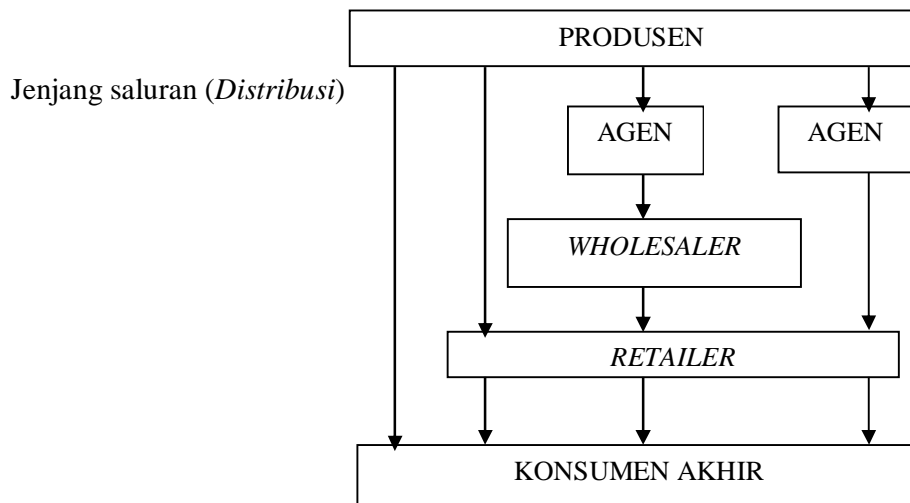 PRODUSEN
Jenjang saluran (Distribusi)
AGEN AGEN
WHOLESALER
RETAILER
KONSUMEN AKHIR